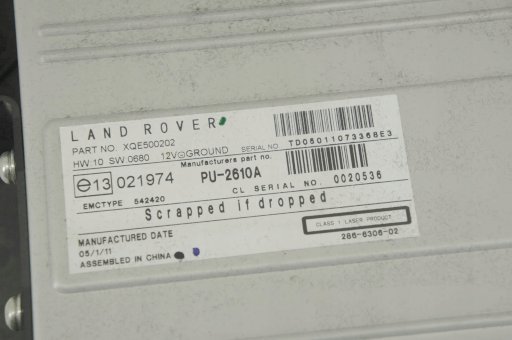 LAND ROVER
PART NO. XQE500202
HW 10 SW 0680 12V⊖GROUND SERIAL NO TD08011073368E3
Manufacturers part no.
e13 021974 PU-2610A
EMCTYPE 542420 CL SERIAL NO. 0020536
Scrapped if dropped
CLASS 1 LASER PRODUCT
MANUFACTURED DATE 286-6306-02
05/1/11
ASSEMBLED IN CHINA